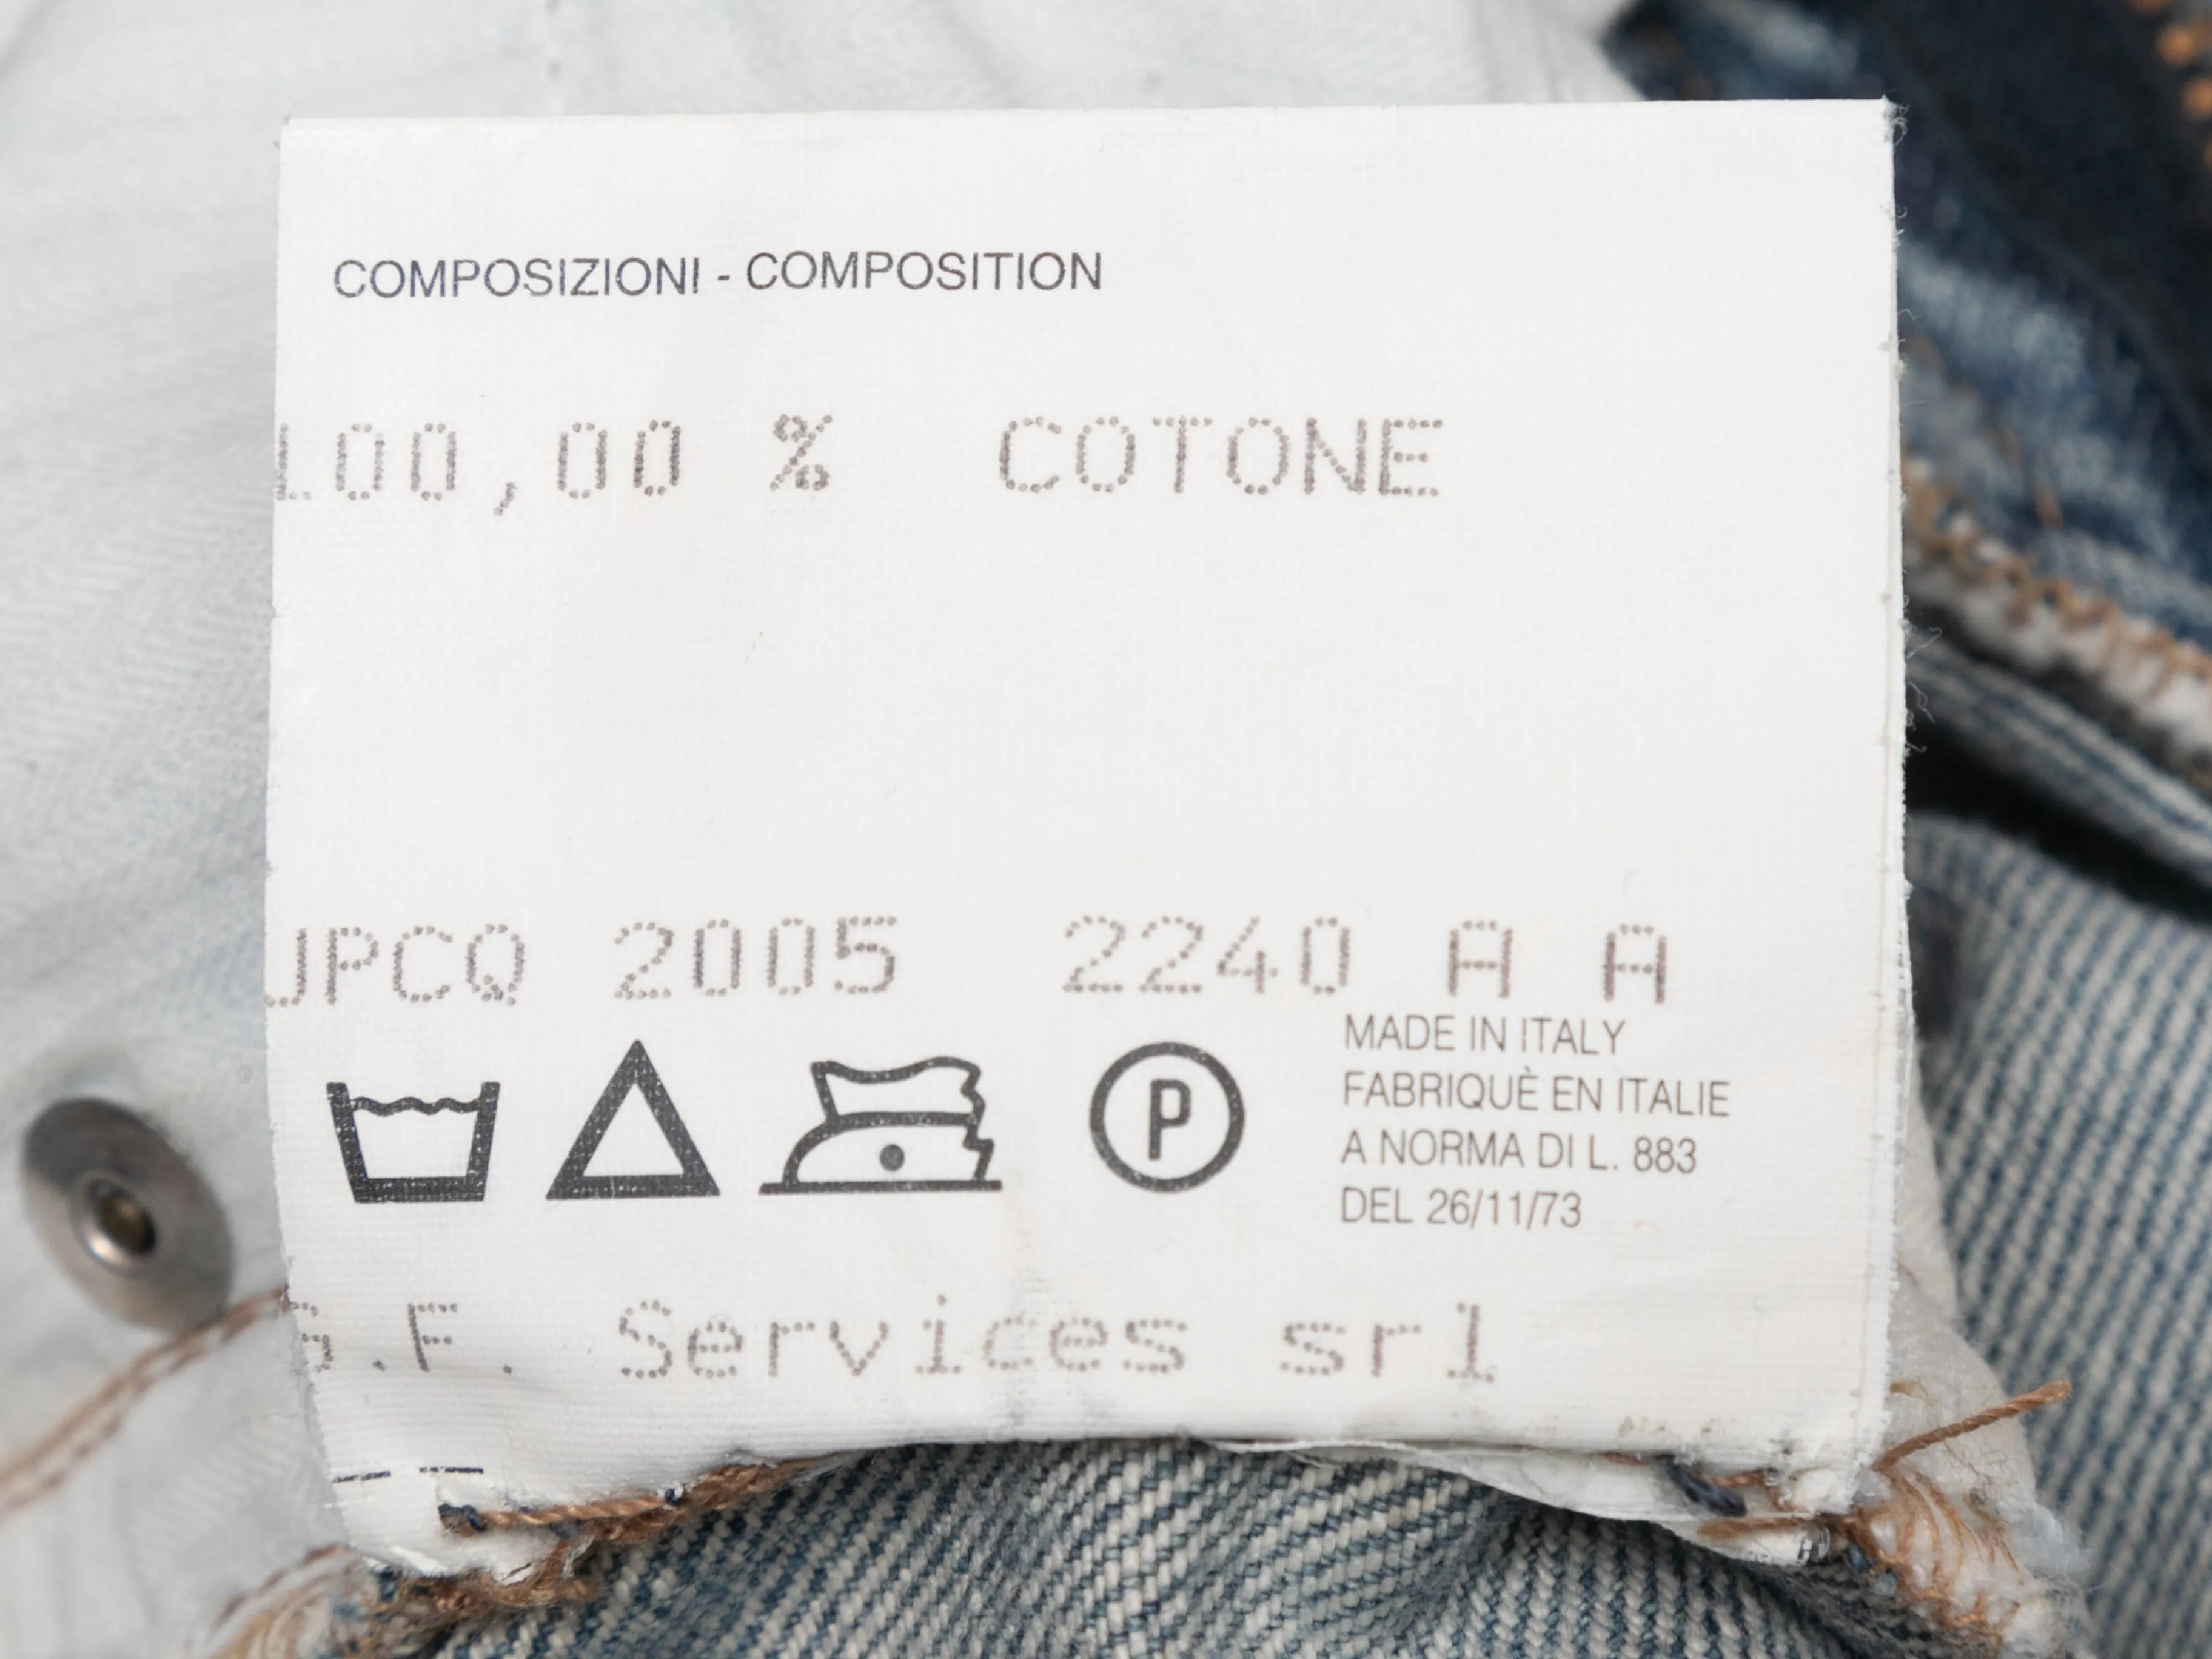 COMPOSIZIONI - COMPOSITION
100,00 % COTONE
JPCQ 2005 2240 A A
P
MADE IN ITALY
FABRIQUÈ EN ITALIE
A NORMA DI L. 883
DEL 26/11/73
G.F. Services srl